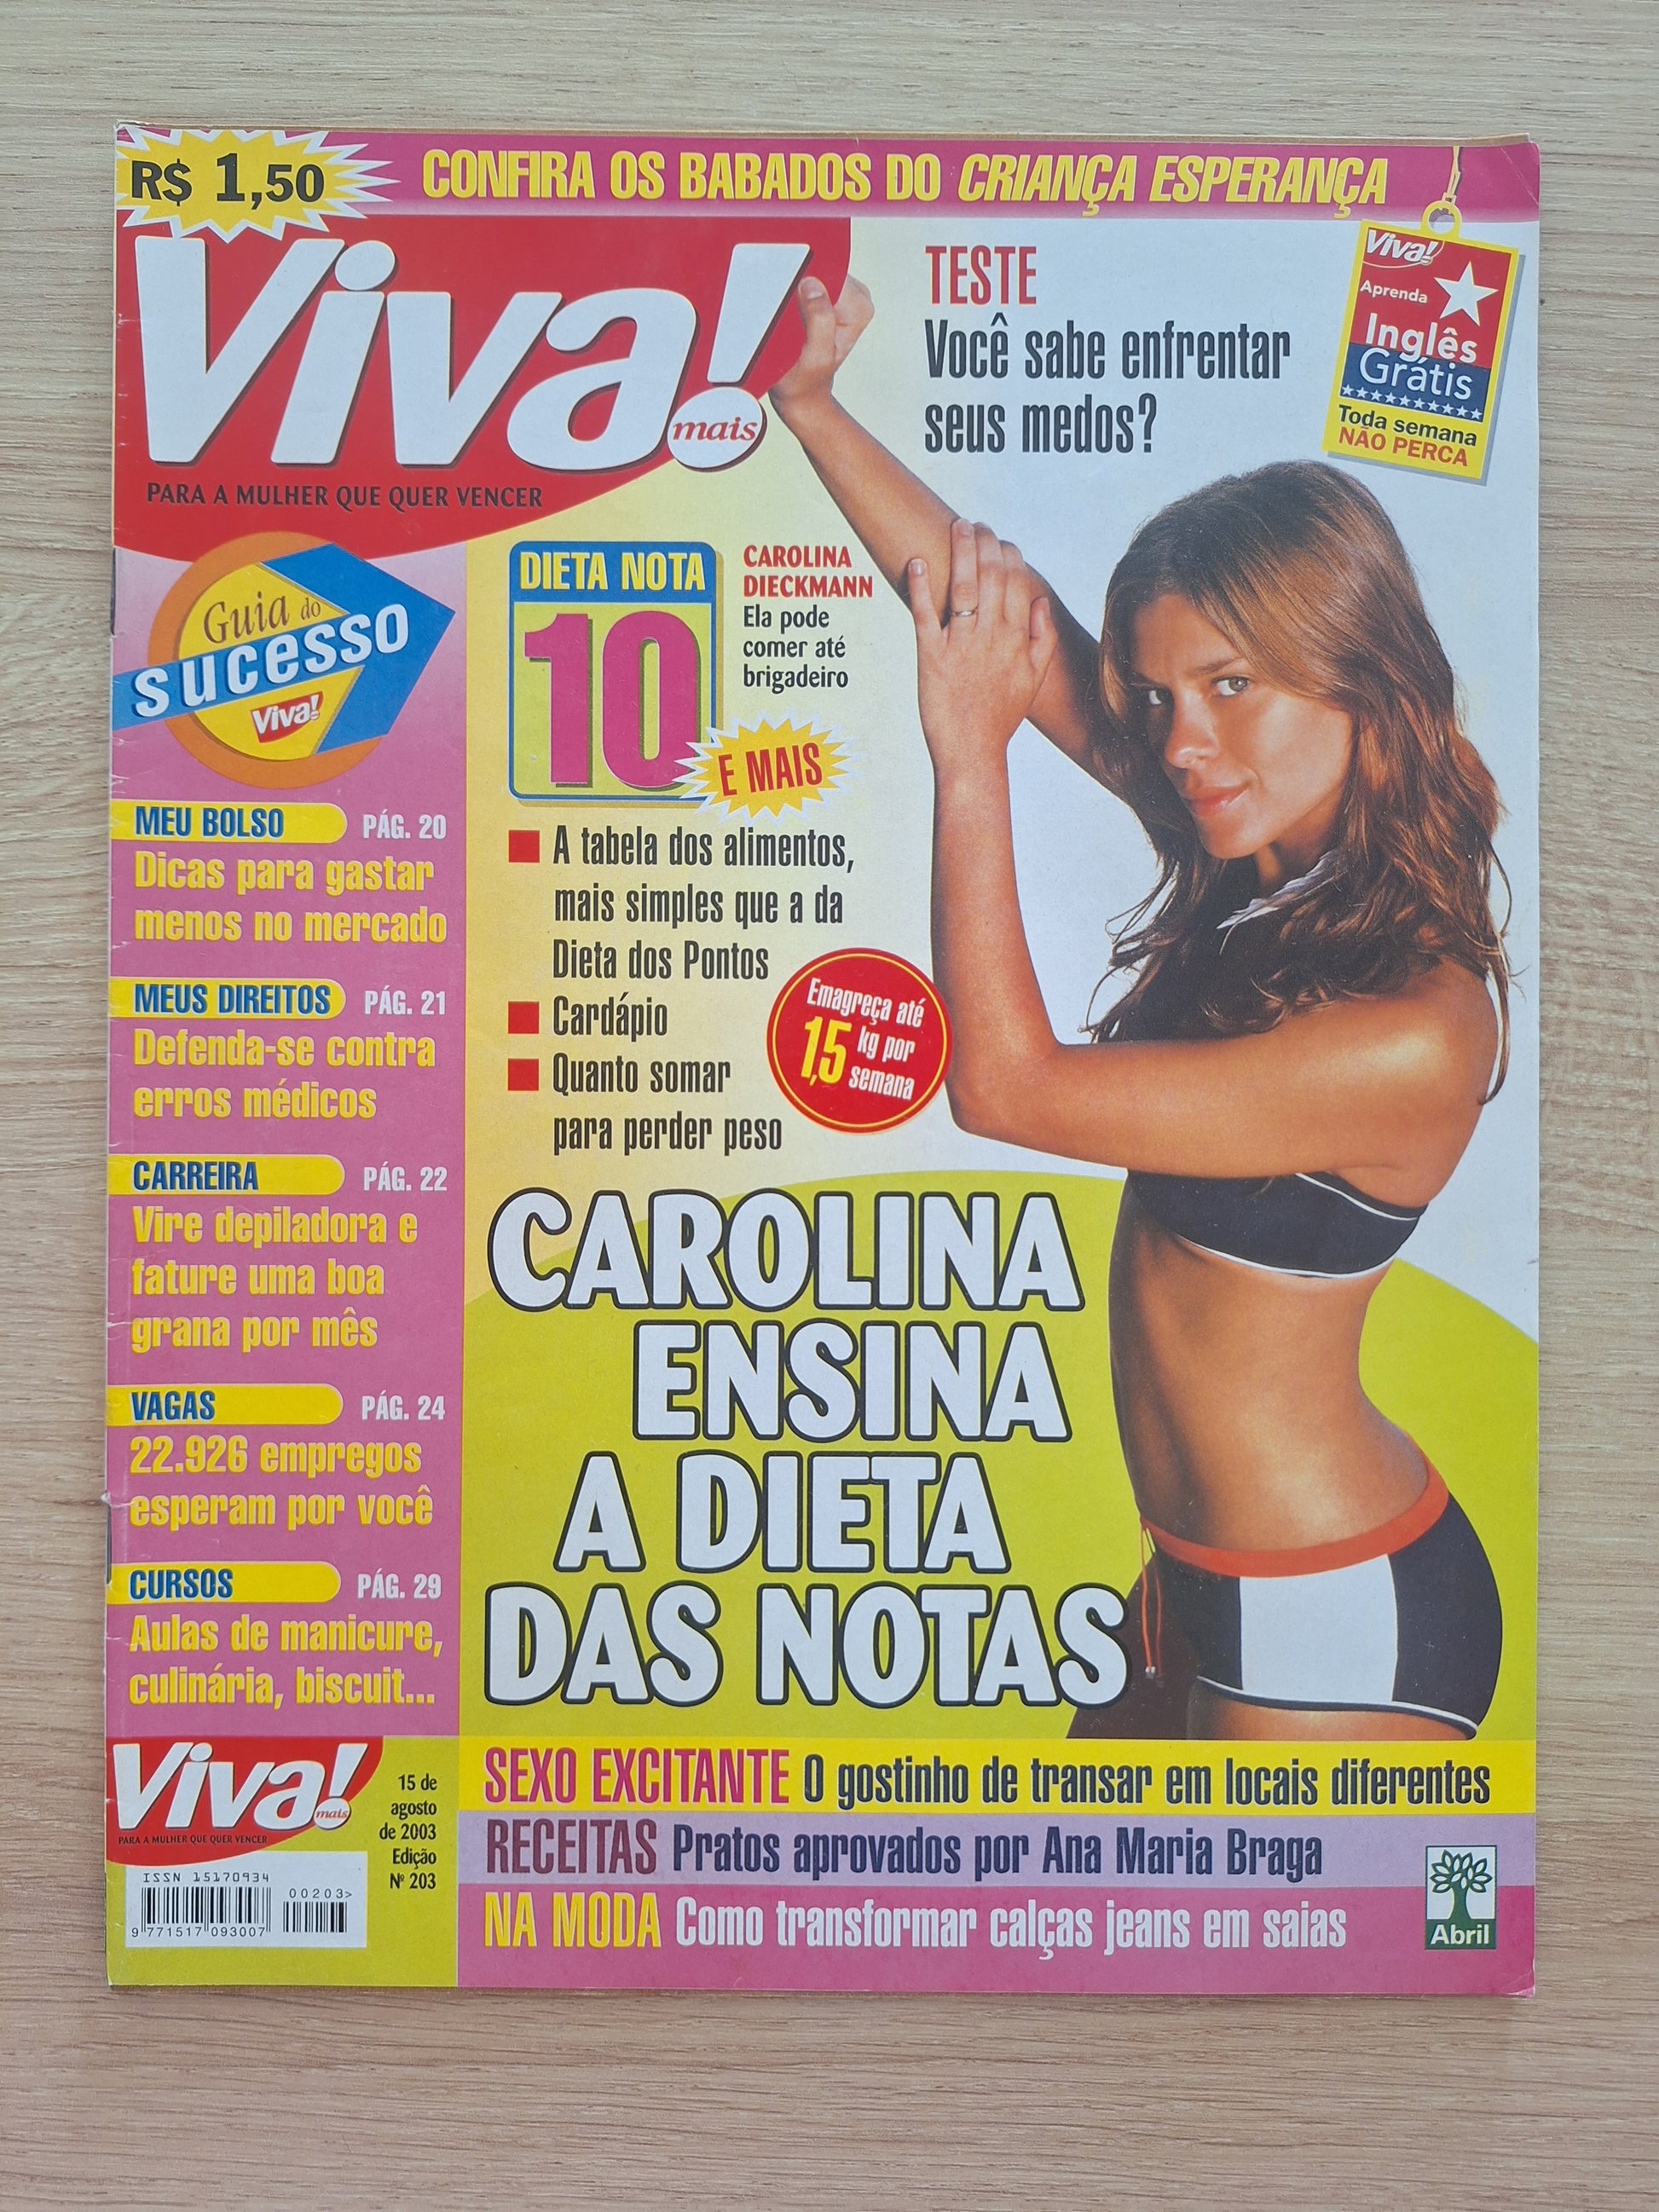 R$ 1,50
CONFIRA OS BABADOS DO CRIANÇA ESPERANÇA
Viva!
mais
PARA A MULHER QUE QUER VENCER
TESTE
Você sabe enfrentar
seus medos?
Viva!
Aprenda
Inglês
Grátis
Toda semana
NÃO PERCA
Guia do
sucesso
Viva!
MEU BOLSO PÁG. 20
Dicas para gastar
menos no mercado
MEUS DIREITOS PÁG. 21
Defenda-se contra
erros médicos
CARREIRA PÁG. 22
Vire depiladora e
fature uma boa
grana por mês
VAGAS PÁG. 24
22.926 empregos
esperam por você
CURSOS PÁG. 29
Aulas de manicure,
culinária, biscuit...
DIETA NOTA
10
CAROLINA
DIECKMANN
Ela pode
comer até
brigadeiro
E MAIS
A tabela dos alimentos,
mais simples que a da
Dieta dos Pontos
Cardápio
Quanto somar
para perder peso
Emagreça até
1,5 kg por
semana
CAROLINA
ENSINA
A DIETA
DAS NOTAS
SEXO EXCITANTE O gostinho de transar em locais diferentes
RECEITAS Pratos aprovados por Ana Maria Braga
NA MODA Como transformar calças jeans em saias
Viva!
mais
PARA A MULHER QUE QUER VENCER
15 de
agosto
de 2003
Edição
Nº 203
ISSN 15170934
00203>
9 771517 093007
Abril